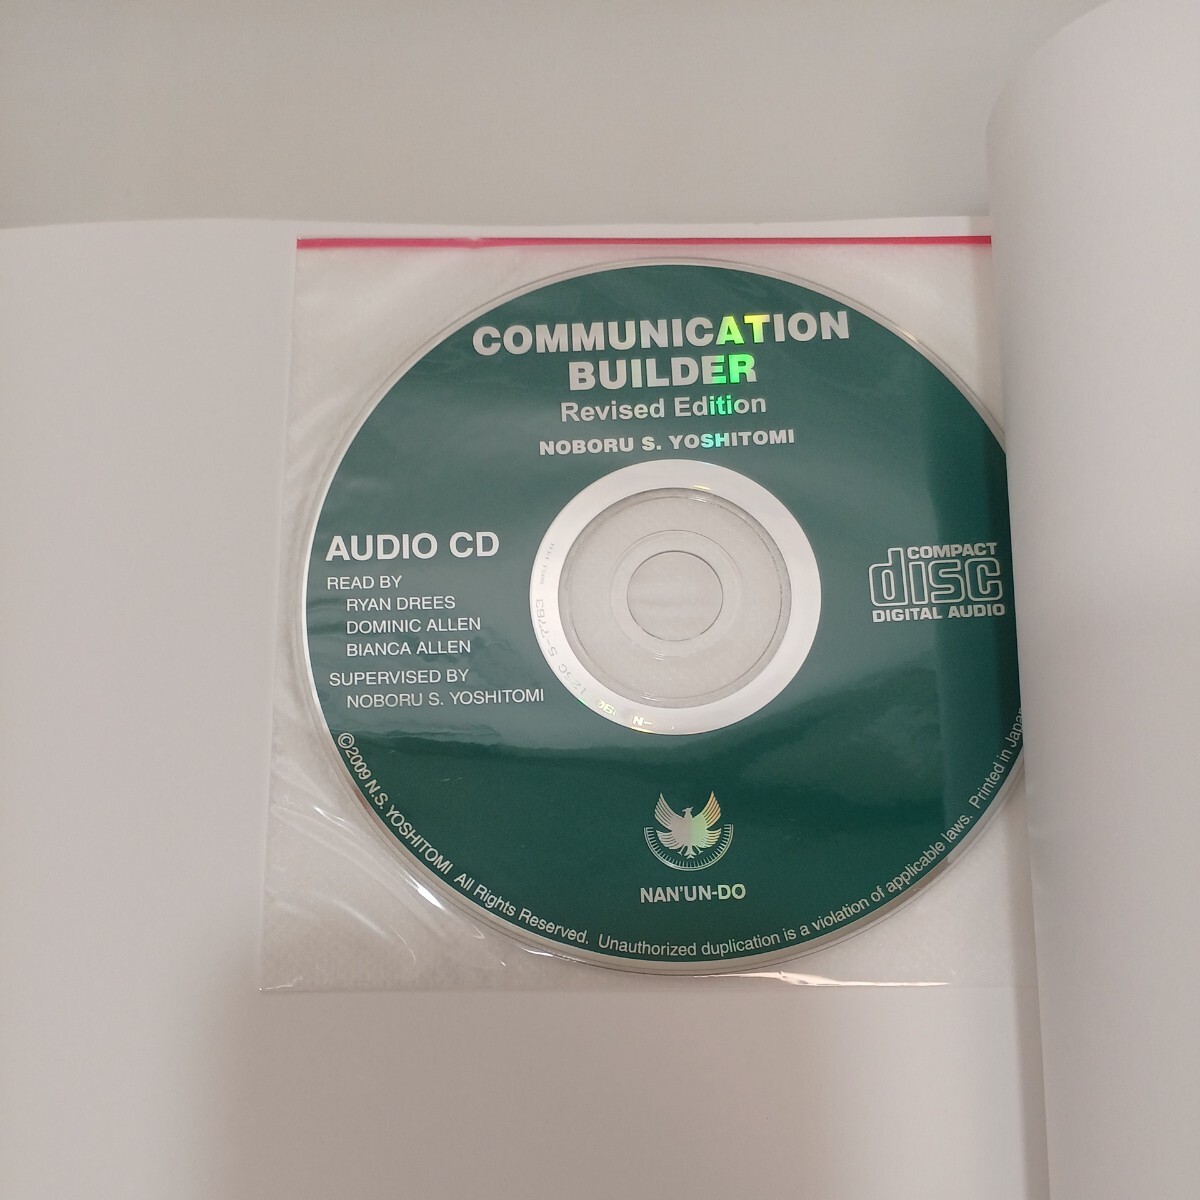 COMMUNICATION
BUILDER
Revised Edition
NOBORU S. YOSHITOMI
AUDIO CD
READ BY
RYAN DREES
DOMINIC ALLEN
BIANCA ALLEN
SUPERVISED BY
NOBORU S. YOSHITOMI
COMPACT
disc
DIGITAL AUDIO
NAN'UN-DO
©2009 N.S. YOSHITOMI All Rights Reserved. Unauthorized duplication is a violation of applicable laws. Printed in Japan